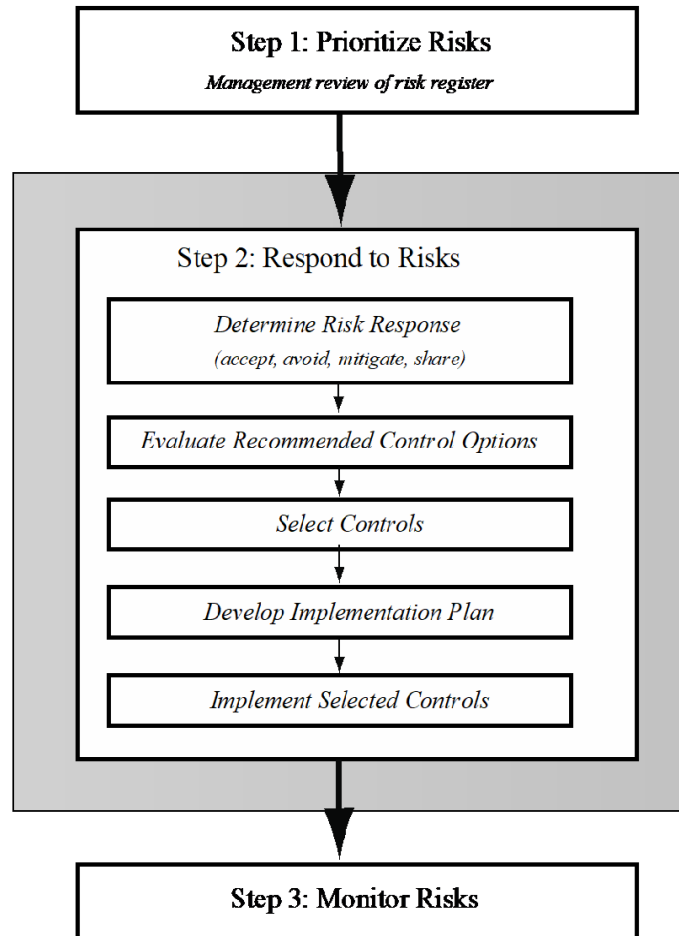 Step 1: Prioritize Risks
Management review of risk register
Step 2: Respond to Risks
Determine Risk Response
(accept, avoid, mitigate, share)
Evaluate Recommended Control Options
Select Controls
Develop Implementation Plan
Implement Selected Controls
Step 3: Monitor Risks